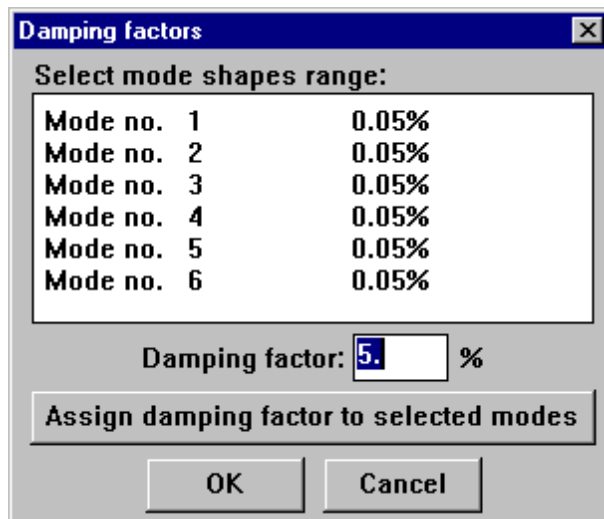 Damping factors
Select mode shapes range:
Mode no. 1 0.05%
Mode no. 2 0.05%
Mode no. 3 0.05%
Mode no. 4 0.05%
Mode no. 5 0.05%
Mode no. 6 0.05%
Damping factor: 5. %
Assign damping factor to selected modes
OK Cancel